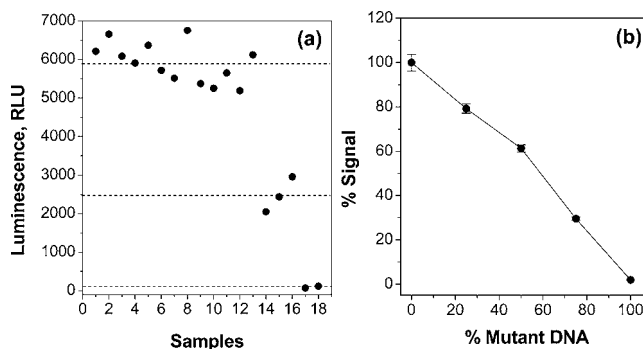 (a)
Luminescence, RLU
7000
6000
5000
4000
3000
2000
1000
0
0 2 4 6 8 10 12 14 16 18
Samples
(b)
% Signal
120
100
80
60
40
20
0
0 20 40 60 80 100
% Mutant DNA